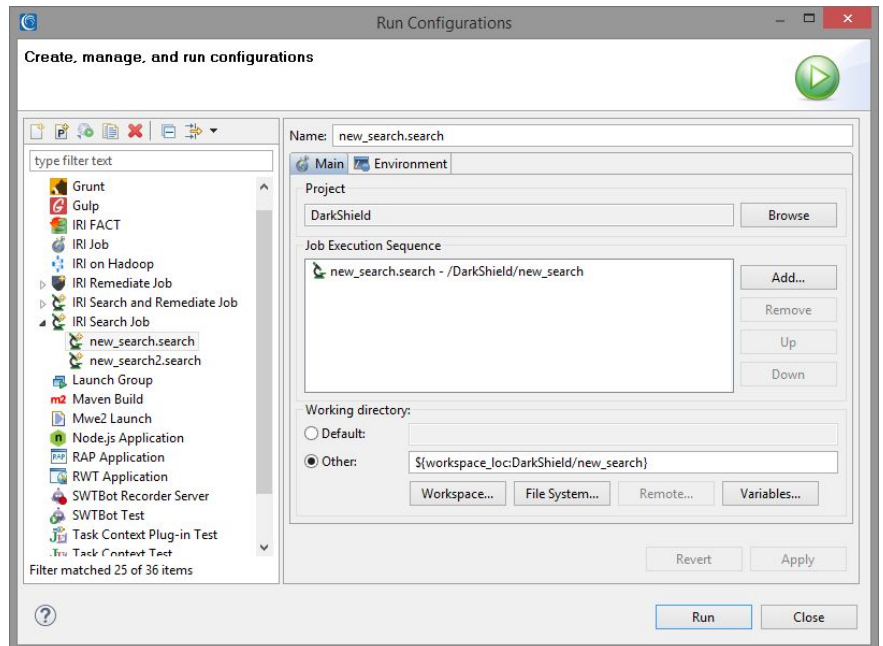 Run Configurations
Create, manage, and run configurations
type filter text
Grunt
Gulp
IRI FACT
IRI Job
IRI on Hadoop
IRI Remediate Job
IRI Search and Remediate Job
IRI Search Job
new_search.search
new_search2.search
Launch Group
m2 Maven Build
Mwe2 Launch
n Node.js Application
RAP RAP Application
RWT Application
SWTBot Recorder Server
SWTBot Test
Task Context Plug-in Test
Task Context Test
Filter matched 25 of 36 items
Name: new_search.search
Main Environment
Project
DarkShield Browse
Job Execution Sequence
new_search.search - /DarkShield/new_search
Add...
Remove
Up
Down
Working directory:
Default:
Other: ${workspace_loc:DarkShield/new_search}
Workspace... File System... Remote... Variables...
Revert Apply
? Run Close